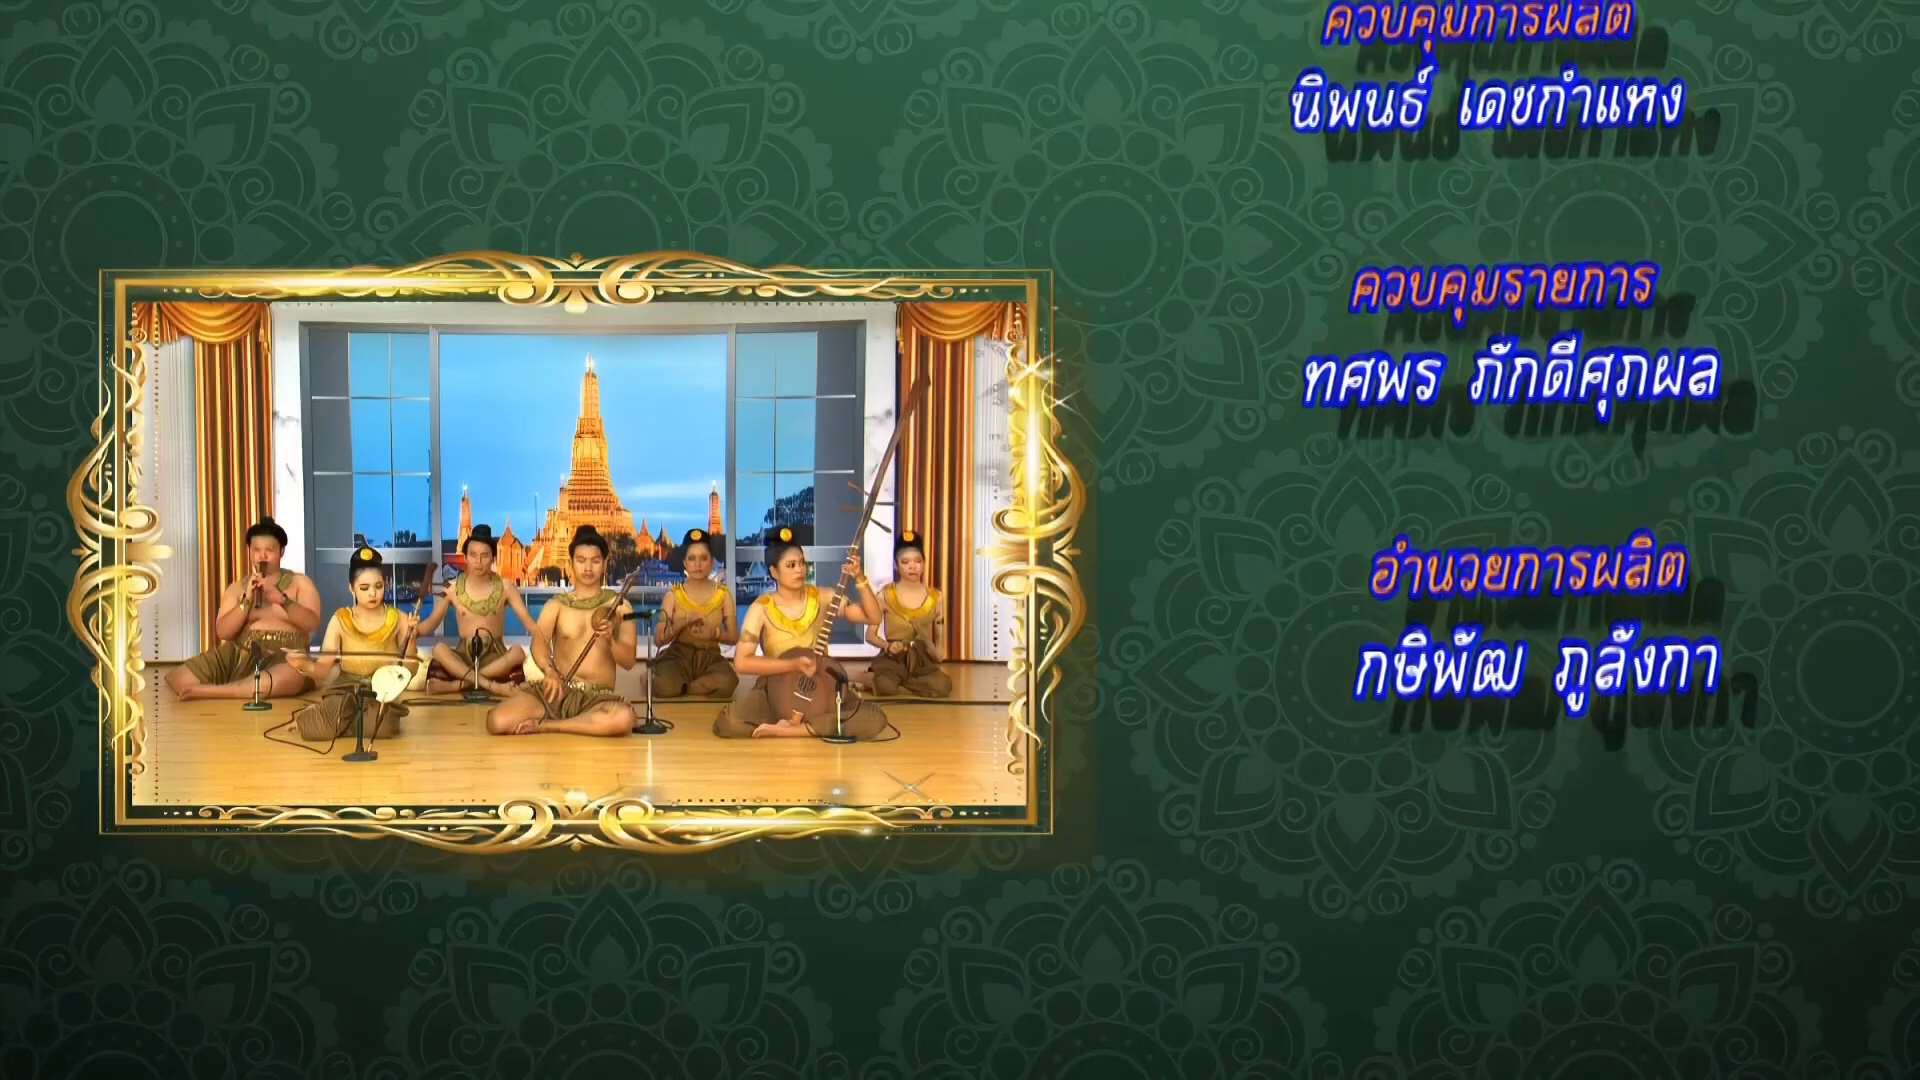 ควบคุมการผลิต
นิพนธ์ เดชกำแหง
ควบคุมรายการ
ทศพร ภักดีศุภผล
อำนวยการผลิต
กษิพัฒ ภูลังกา